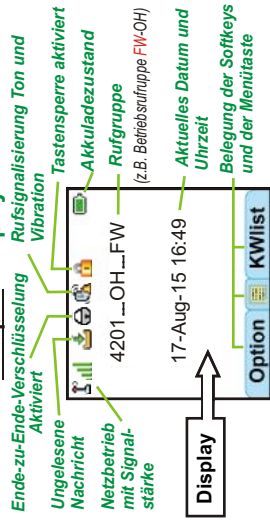 Ende-zu-Ende-Verschlüsselung
Aktiviert
Rufsignalisierung Ton und
Vibration
Ungelesene
Nachricht
Tastensperre aktiviert
Netzbetrieb
mit Signal-
stärke
Akkuladezustand
4201_OH_FW
Rufgruppe
(z.B. Betriebsrufgruppe FW-OH)
17-Aug-15 16:49
Aktuelles Datum und
Uhrzeit
Display
Option
KWlist
Belegung der Softkeys
und der Menütaste